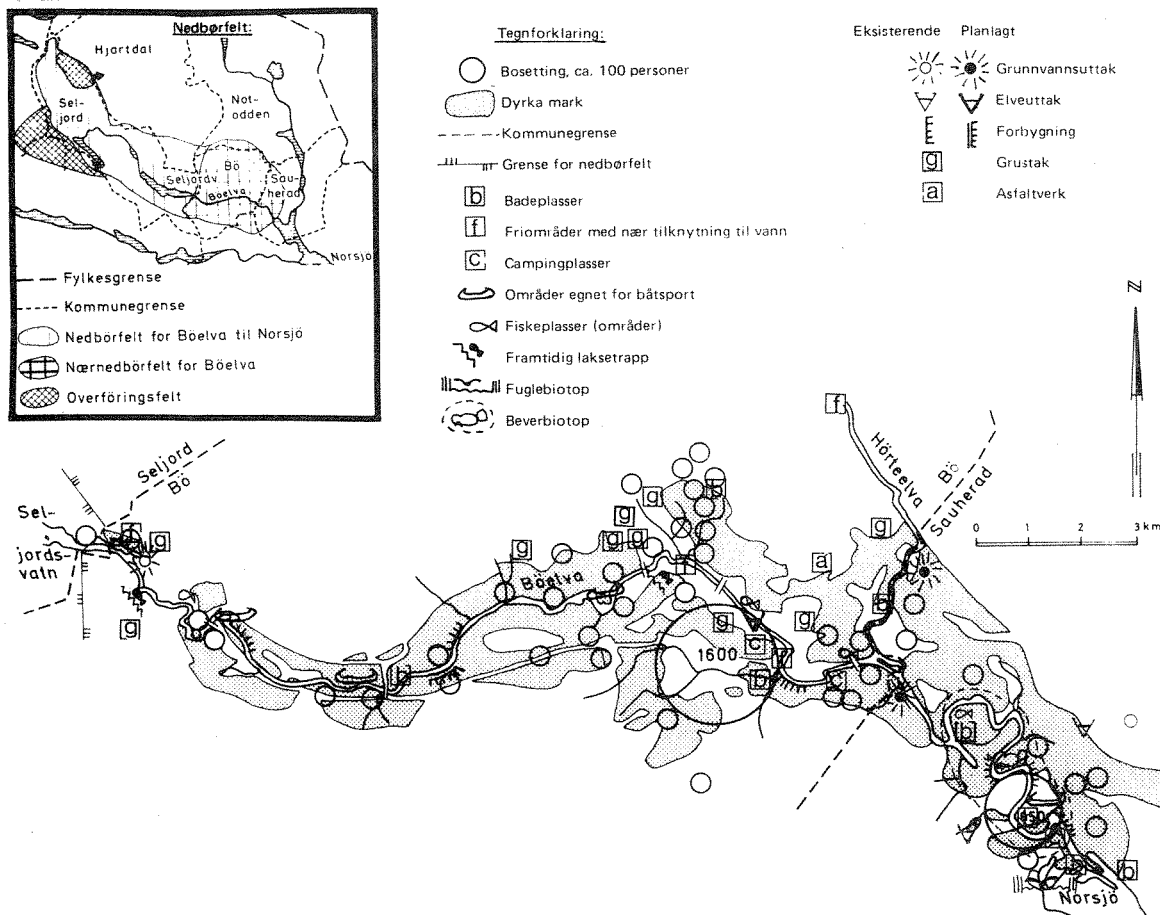 Nedbørfelt:
Hjartdal
Sel-
jord
Not-
odden
Bö
Seljordv.
Böelva
Sau-
herad
Norsjö
Fylkesgrense
Kommunegrense
Nedbörfelt for Böelva til Norsjó
Nærnedbörfelt for Böelva
Overföringsfelt
Tegnforklaring:
Bosetting, ca. 100 personer
Dyrka mark
Kommunegrense
Grense for nedbørfelt
b Badeplasser
f Friområder med nær tilknytning til vann
c Campingplasser
Områder egnet for båtsport
Fiskeplasser (områder)
Framtidig laksetrapp
Fuglebiotop
Beverbiotop
Eksisterende Planlagt
Grunnvannsuttak
Elveuttak
Forbygning
g Grustak
a Asfaltverk
N
0 1 2 3 km
Seljord
Bö
Sel-
jords-
vatn
f
g
g
g
Böelva
b
g
g
g
g
b
f
a
g
f
Hörteelva
Bö
Sauherad
g
b
1600
g
c
g
b
c
b
b
b
Norsjö